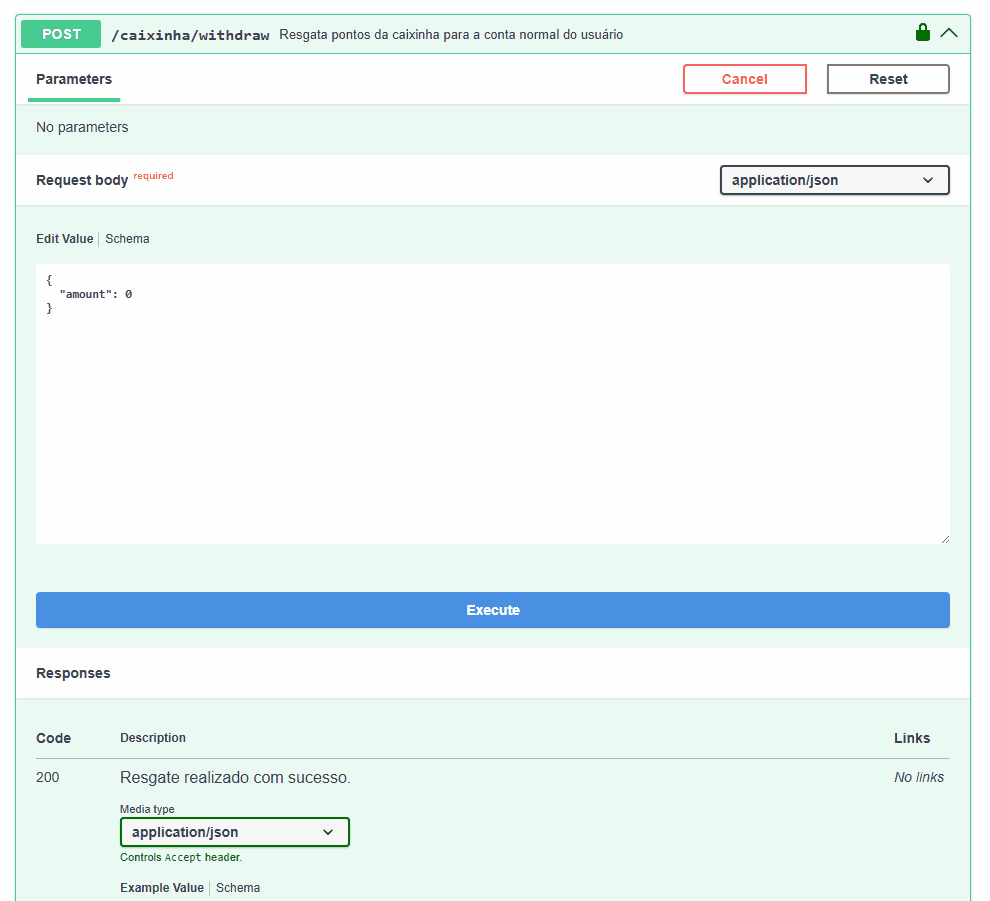 POST /caixinha/withdraw Resgata pontos da caixinha para a conta normal do usuário
Parameters
Cancel
Reset
No parameters
Request body required
application/json
Edit Value Schema
{
  "amount": 0
}
Execute
Responses
Code Description Links
200 Resgate realizado com sucesso. No links
Media type
application/json
Controls Accept header.
Example Value Schema